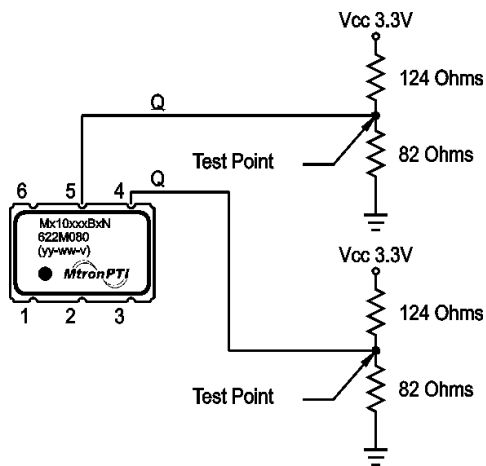 Vcc 3.3V
124 Ohms
Q
82 Ohms
Test Point
6 5 4
Q
Mx10xxxBxN
622M080
(yy-ww-v)
MtronPTI
1 2 3
Vcc 3.3V
124 Ohms
82 Ohms
Test Point